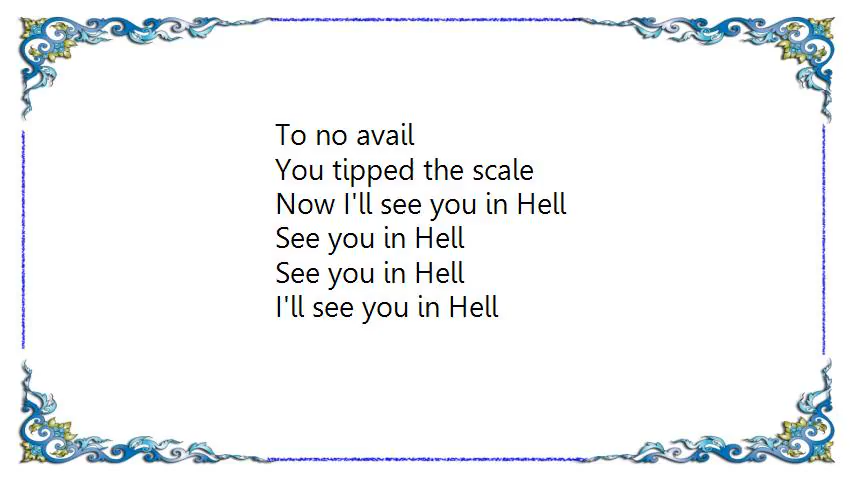 To no avail
You tipped the scale
Now I'll see you in Hell
See you in Hell
See you in Hell
I'll see you in Hell